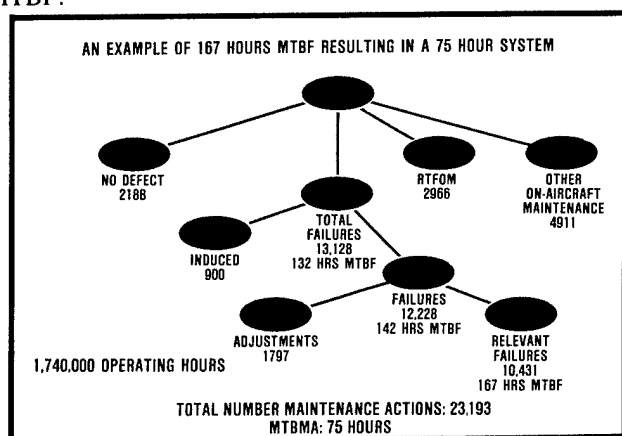 AN EXAMPLE OF 167 HOURS MTBF RESULTING IN A 75 HOUR SYSTEM
NO DEFECT
2188
RTFOM
2966
OTHER
ON-AIRCRAFT
MAINTENANCE
4911
TOTAL
FAILURES
13,128
132 HRS MTBF
INDUCED
900
FAILURES
12,228
142 HRS MTBF
ADJUSTMENTS
1797
RELEVANT
FAILURES
10,431
167 HRS MTBF
1,740,000 OPERATING HOURS
TOTAL NUMBER MAINTENANCE ACTIONS: 23,193
MTBMA: 75 HOURS